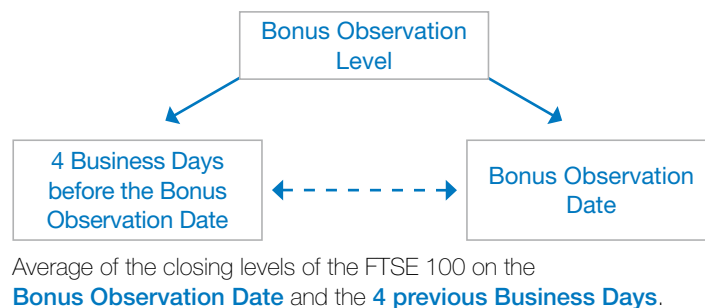 Bonus Observation
Level
4 Business Days
before the Bonus
Observation Date
Bonus Observation
Date
Average of the closing levels of the FTSE 100 on the
Bonus Observation Date and the 4 previous Business Days.